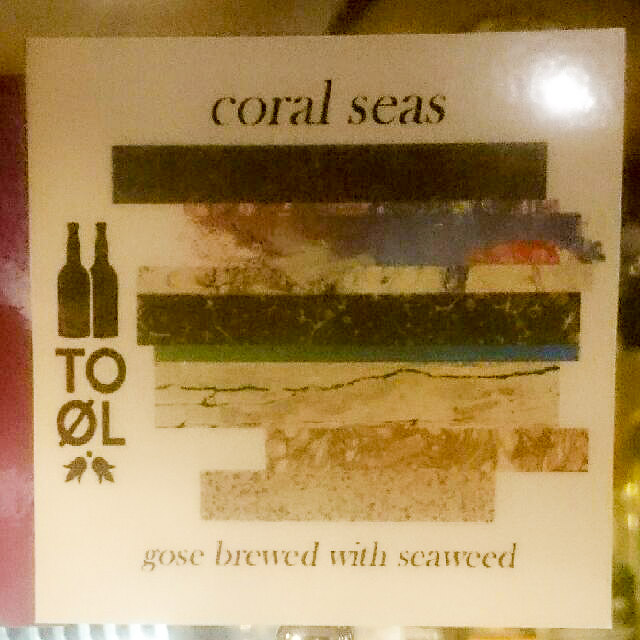 coral seas
TO
ØL
gose brewed with seaweed